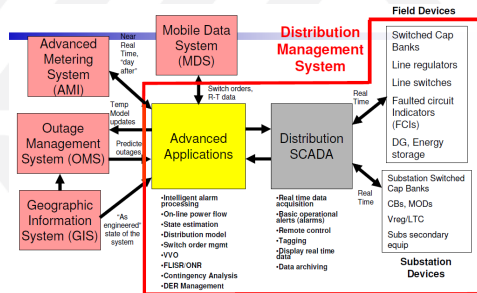 Field Devices
Distribution
Management
System
Near
Real
Time,
"day
after"
Mobile Data
System
(MDS)
Advanced
Metering
System
(AMI)
Switch orders,
R-T data
Switched Cap
Banks
Line regulators
Line switches
Faulted circuit
Indicators
(FCIs)
DG, Energy
storage
Real
Time
Temp
Model
updates
Outage
Management
System (OMS)
Predicte
outages
Advanced
Applications
Distribution
SCADA
Real
Time
Substation Switched
Cap Banks
CBs, MODs
Vreg/LTC
Subs secondary
equip
Substation
Devices
Geographic
Information
System (GIS)
"As
engineered"
state of the
system
•Intelligent alarm
processing
•On-line power flow
•State estimation
•Distribution model
•Switch order mgmt
•VVO
•FLISR/ONR
•Contingency Analysis
•DER Management
•Real time data
acquisition
•Basic operational
alerts (alarms)
•Remote control
•Tagging
•Display real time
data
•Data archiving